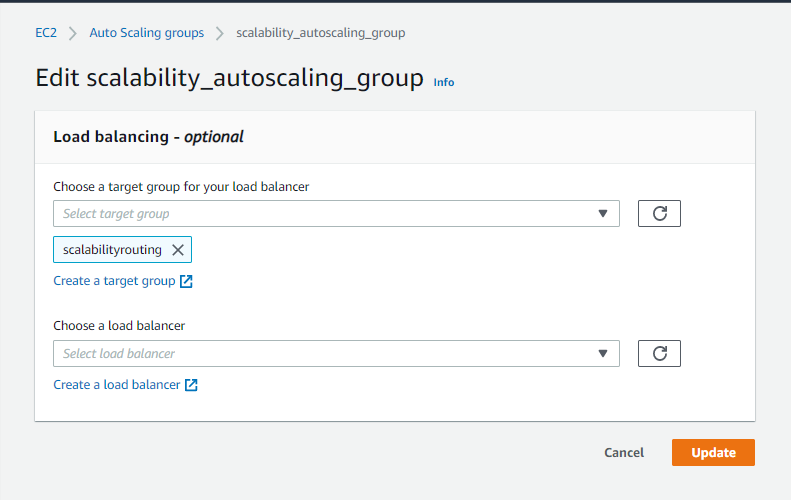 EC2 > Auto Scaling groups > scalability_autoscaling_group
Edit scalability_autoscaling_group Info
Load balancing - optional
Choose a target group for your load balancer
Select target group
scalabilityrouting
Create a target group
Choose a load balancer
Select load balancer
Create a load balancer
Cancel Update